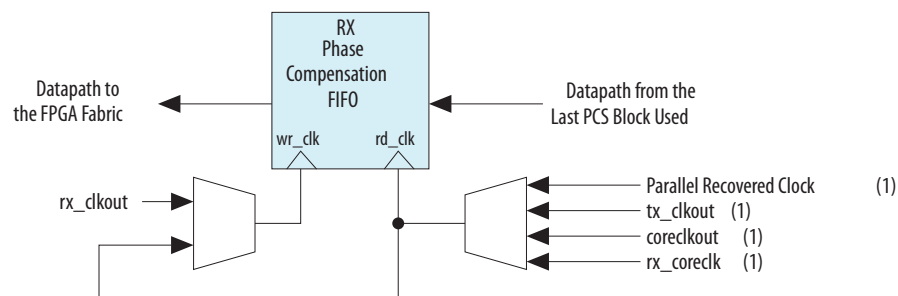 RX
Phase
Compensation
FIFO
Datapath to
the FPGA Fabric
Datapath from the
Last PCS Block Used
wr_clk
rd_clk
rx_clkout
Parallel Recovered Clock (1)
tx_clkout (1)
coreclkout (1)
rx_coreclk (1)